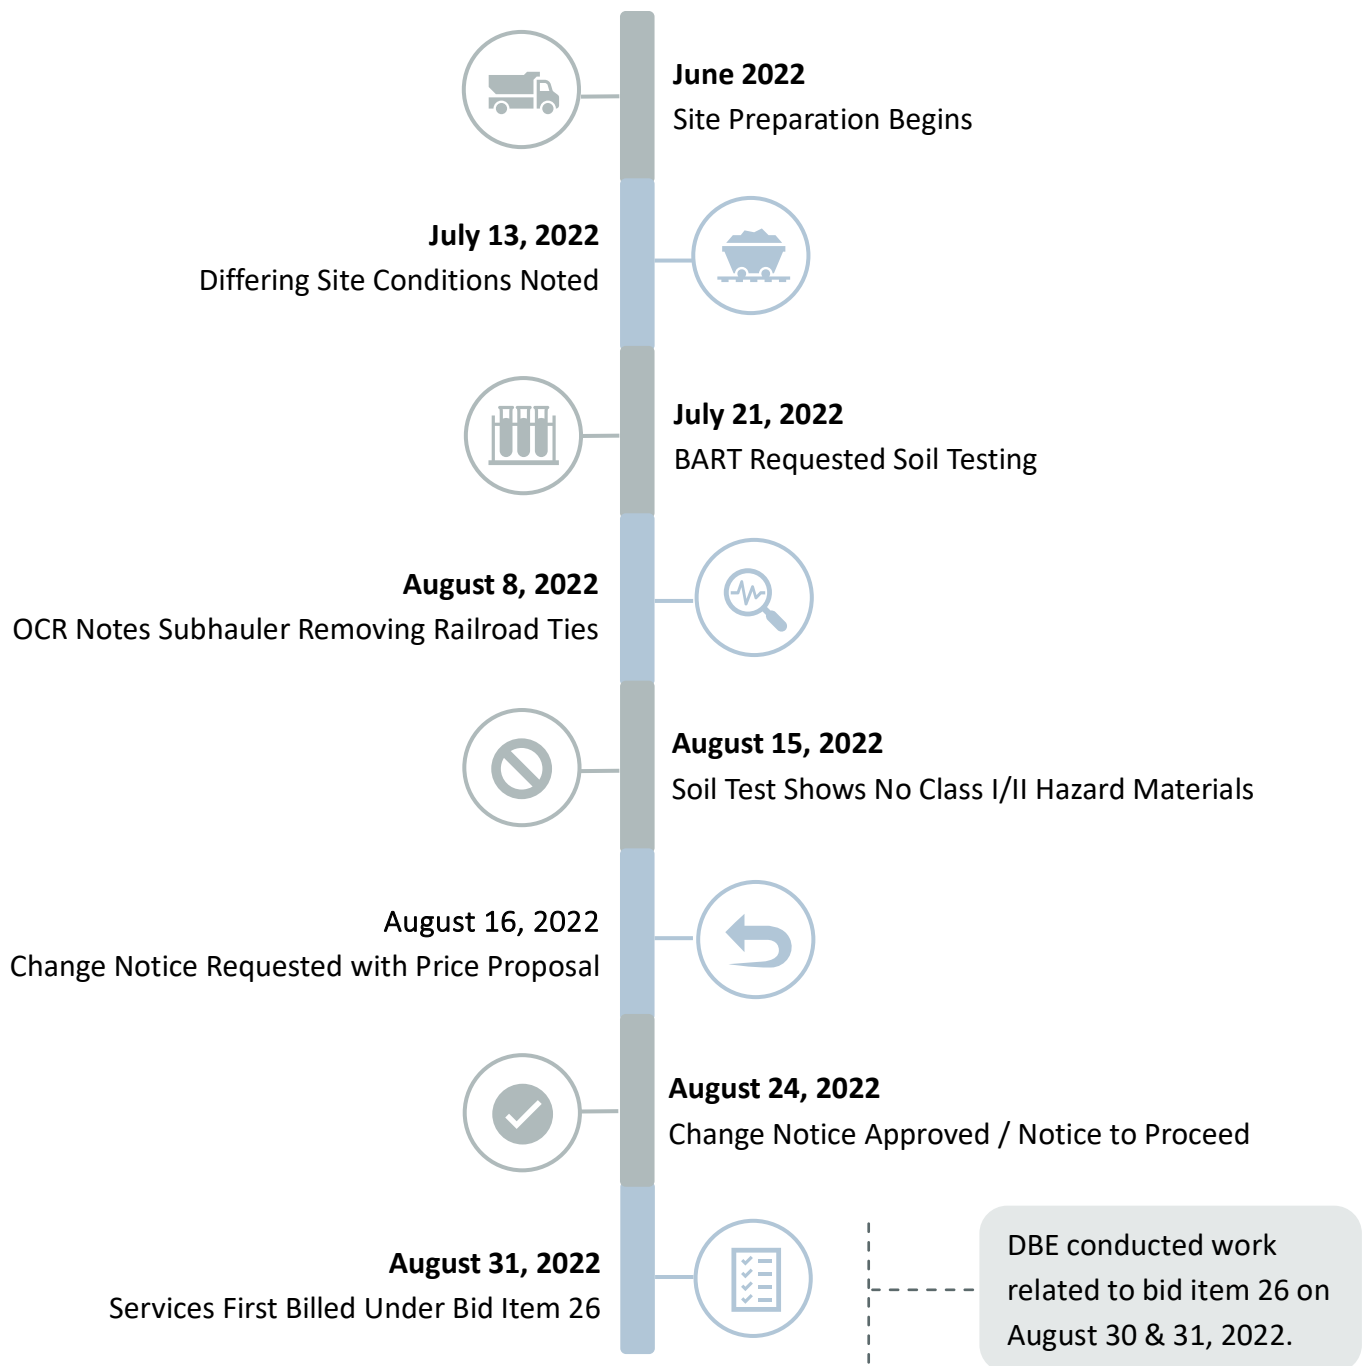 June 2022
Site Preparation Begins
July 13, 2022
Differing Site Conditions Noted
July 21, 2022
BART Requested Soil Testing
August 8, 2022
OCR Notes Subhauler Removing Railroad Ties
August 15, 2022
Soil Test Shows No Class I/II Hazard Materials
August 16, 2022
Change Notice Requested with Price Proposal
August 24, 2022
Change Notice Approved / Notice to Proceed
August 31, 2022
Services First Billed Under Bid Item 26
DBE conducted work
related to bid item 26 on
August 30 & 31, 2022.